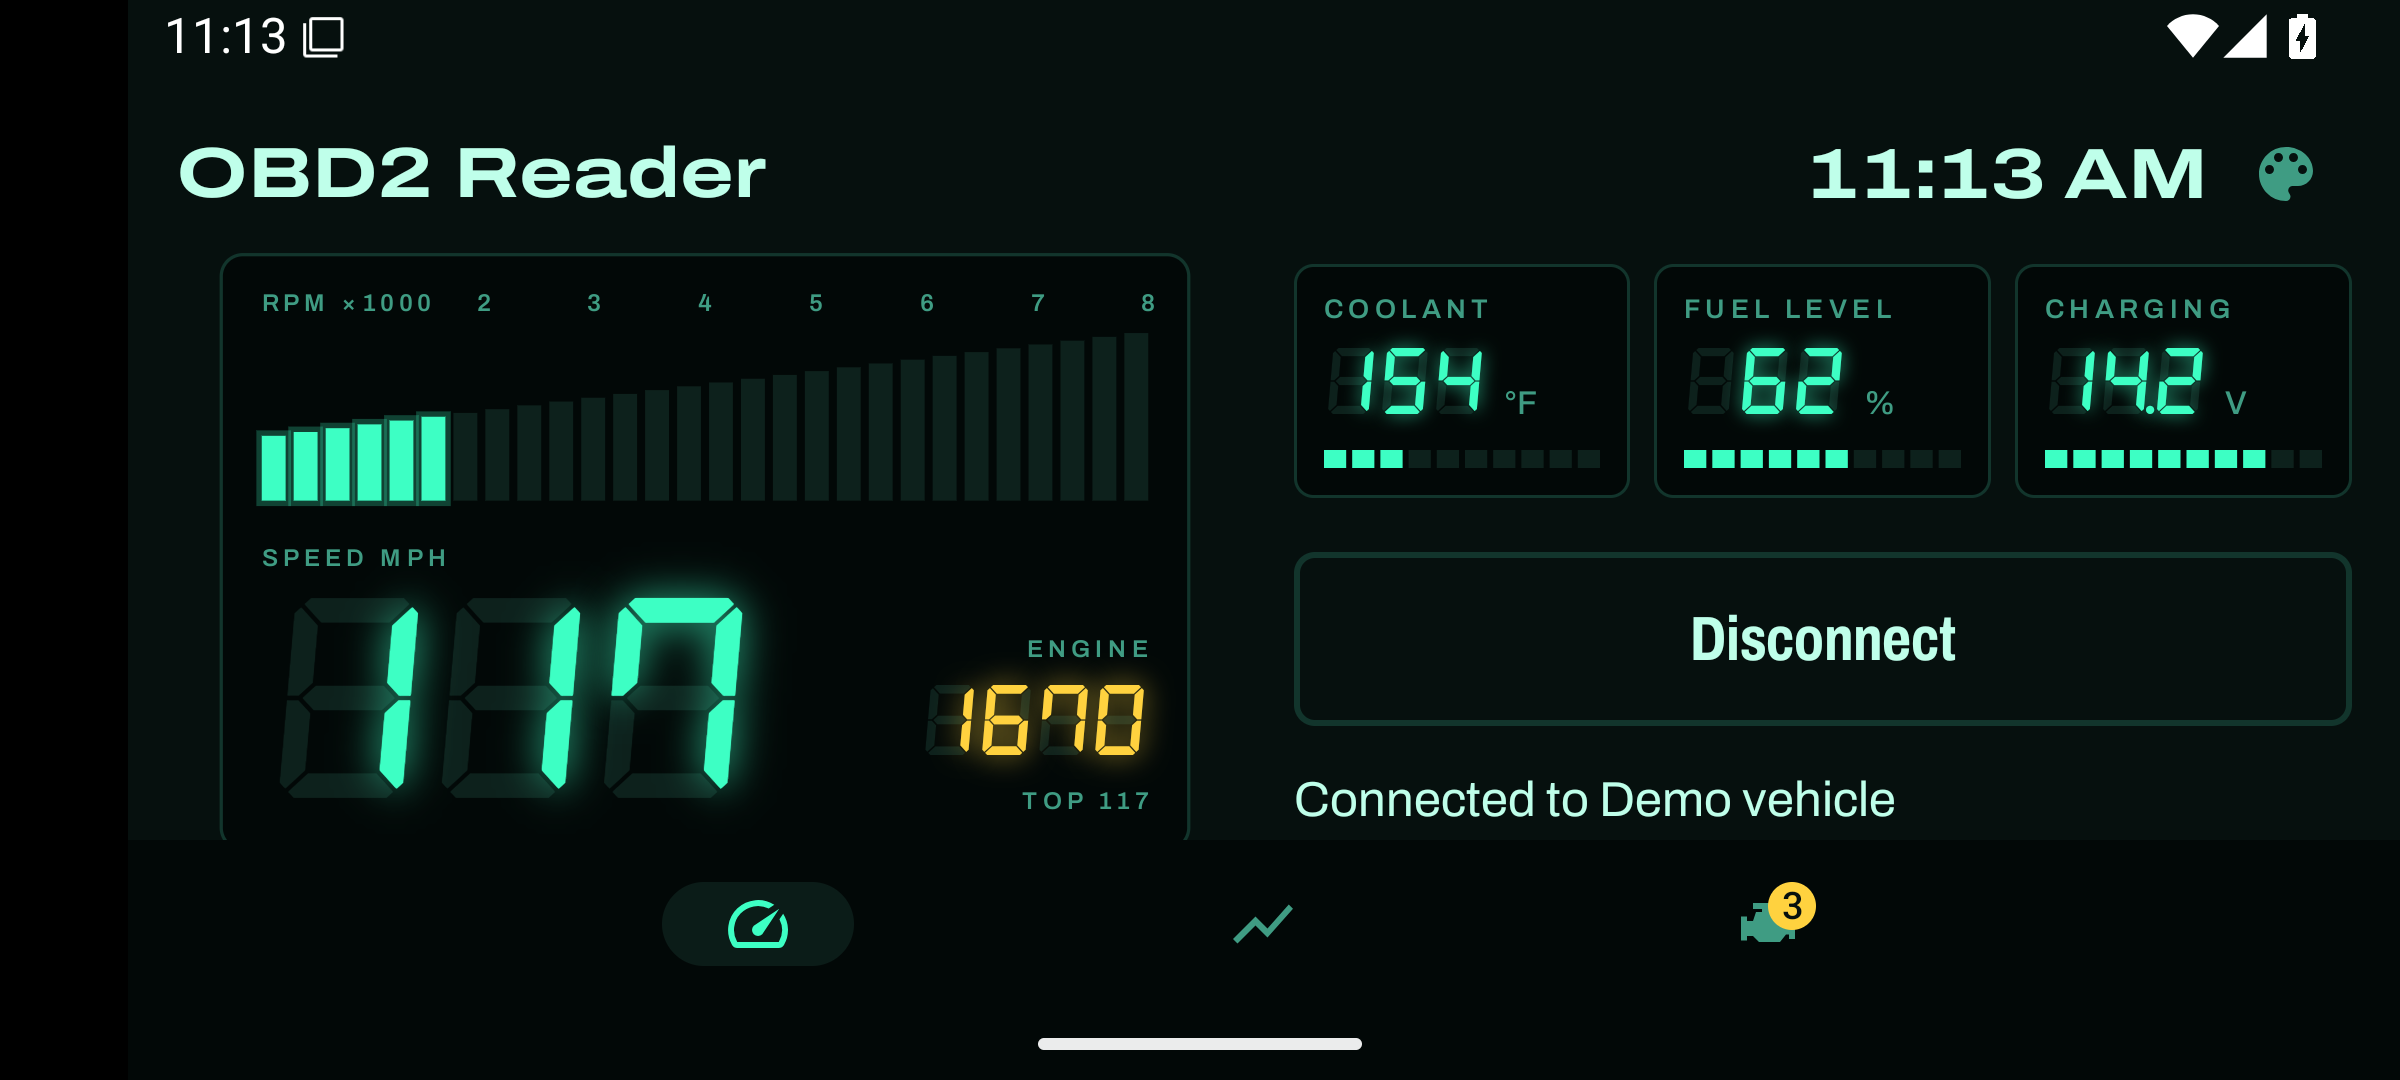 11:13
OBD2 Reader
11:13 AM
RPM ×1000 2 3 4 5 6 7 8
SPEED MPH
117
ENGINE
1670
TOP 117
COOLANT
154 °F
FUEL LEVEL
62 %
CHARGING
14.2 V
Disconnect
Connected to Demo vehicle
3